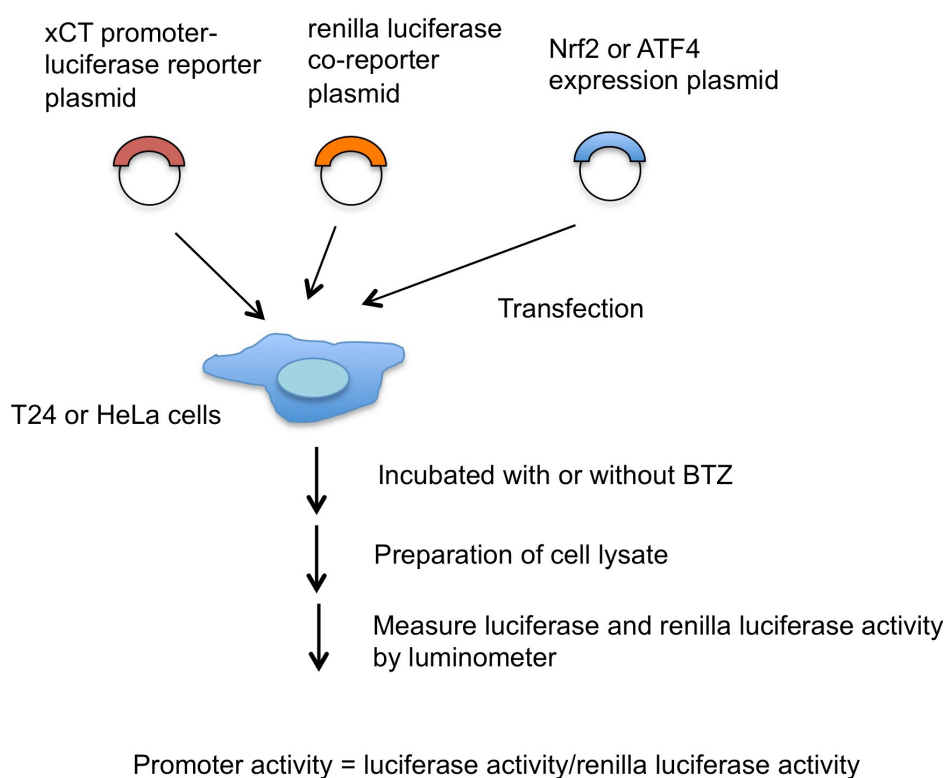 xCT promoter-
luciferase reporter
plasmid
renilla luciferase
co-reporter
plasmid
Nrf2 or ATF4
expression plasmid
Transfection
T24 or HeLa cells
Incubated with or without BTZ
Preparation of cell lysate
Measure luciferase and renilla luciferase activity
by luminometer
Promoter activity = luciferase activity/renilla luciferase activity